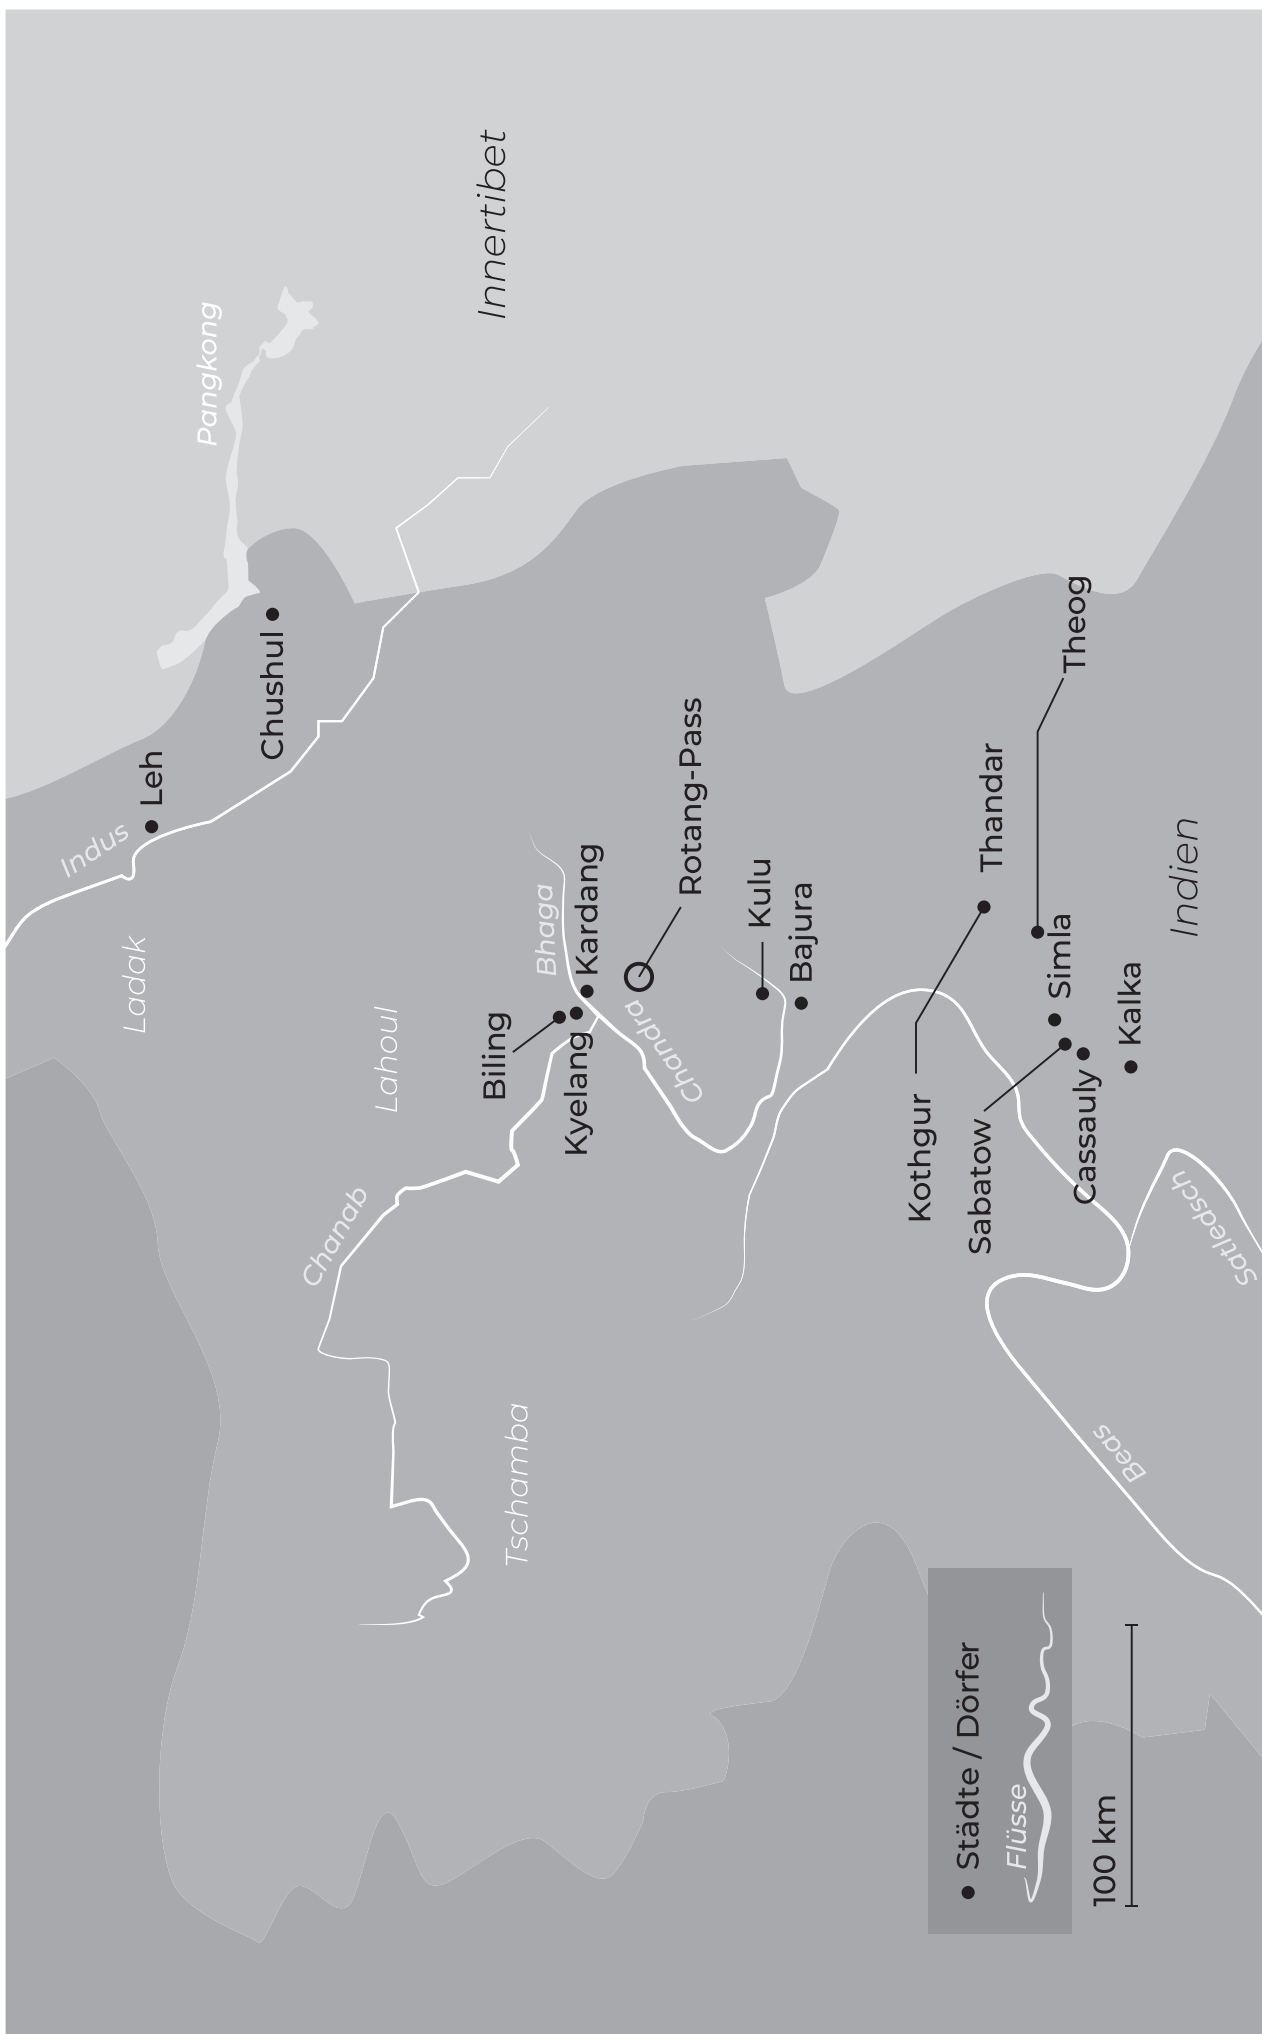 Indus
Leh
Pangkong
Chushul
Ladak
Innertibet
Lahoul
Chanab
Bhaga
Biling
Kardang
Kyelang
Rotang-Pass
Chandra
Tschamba
Kulu
Bajura
Kothgur
Thandar
Sabatow
Theog
Simla
Cassauly
Kalka
Indien
Satledsch
Beas
Städte / Dörfer
Flüsse
100 km